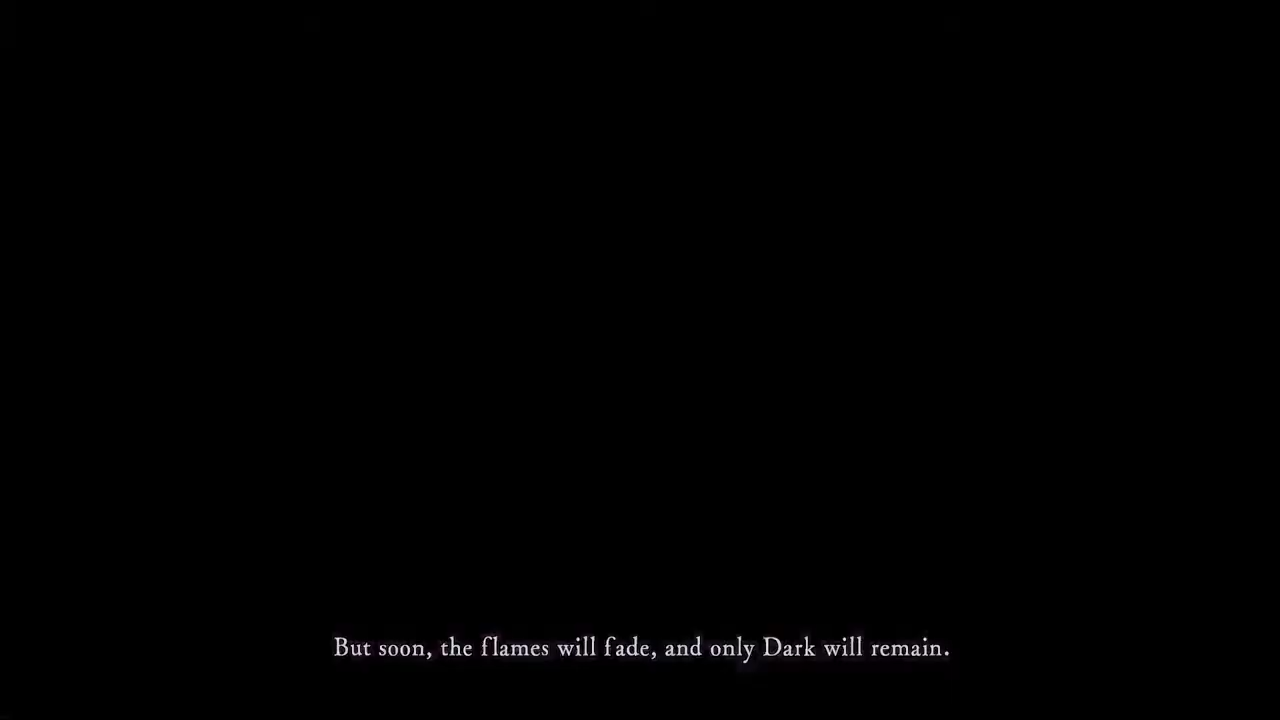 But soon, the flames will fade, and only Dark will remain.